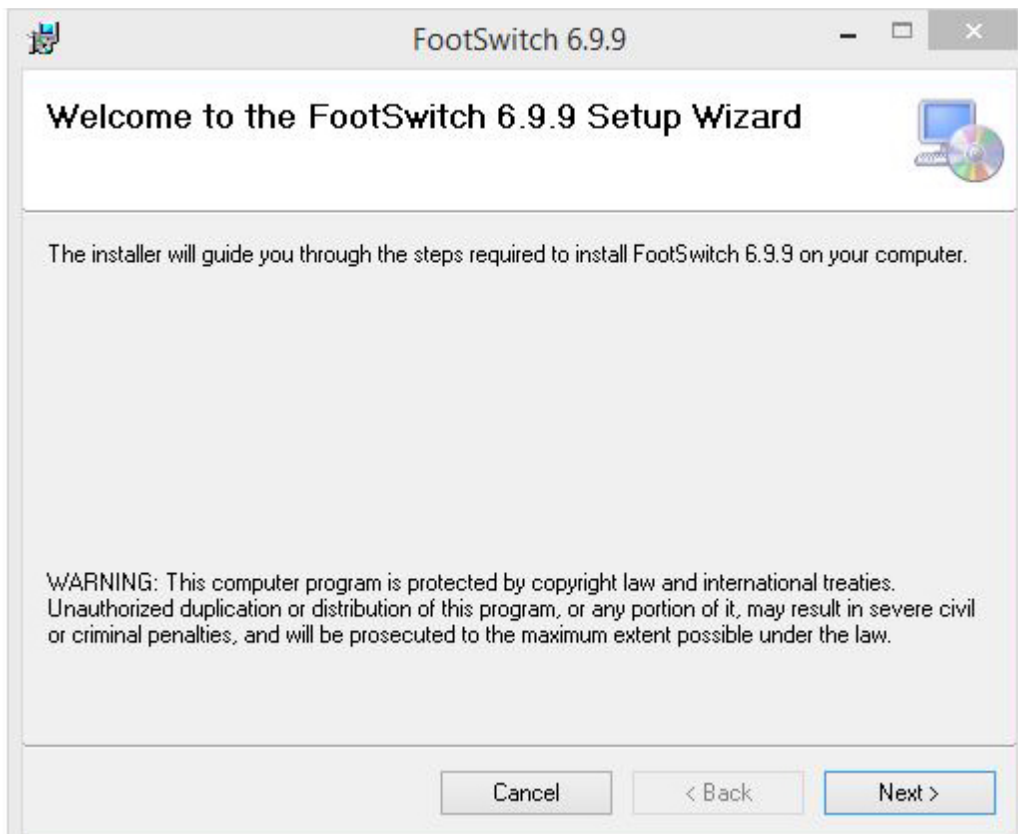 FootSwitch 6.9.9
Welcome to the FootSwitch 6.9.9 Setup Wizard
The installer will guide you through the steps required to install FootSwitch 6.9.9 on your computer.
WARNING: This computer program is protected by copyright law and international treaties.
Unauthorized duplication or distribution of this program, or any portion of it, may result in severe civil
or criminal penalties, and will be prosecuted to the maximum extent possible under the law.
Cancel < Back Next >